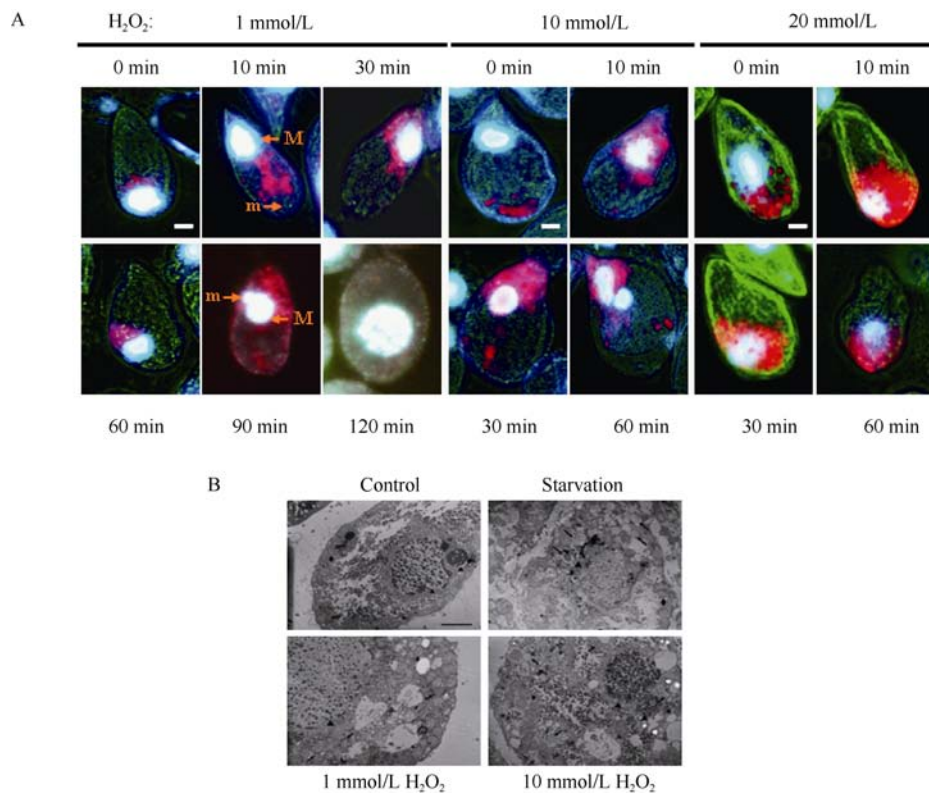 A
H₂O₂: 1 mmol/L 10 mmol/L 20 mmol/L
0 min 10 min 30 min 0 min 10 min 0 min 10 min
M
m
m
M
60 min 90 min 120 min 30 min 60 min 30 min 60 min
B
Control Starvation
1 mmol/L H₂O₂ 10 mmol/L H₂O₂